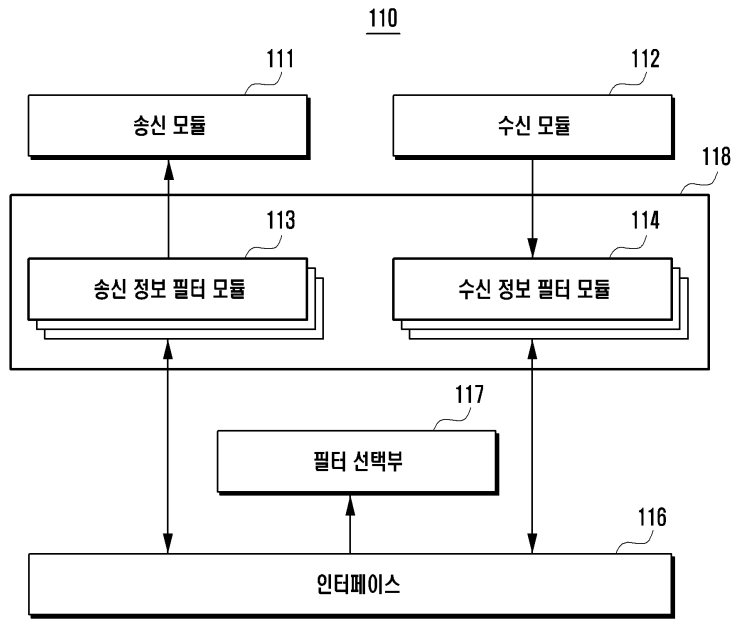 110
111
112
송신 모듈
수신 모듈
118
113
114
송신 정보 필터 모듈
수신 정보 필터 모듈
117
필터 선택부
116
인터페이스